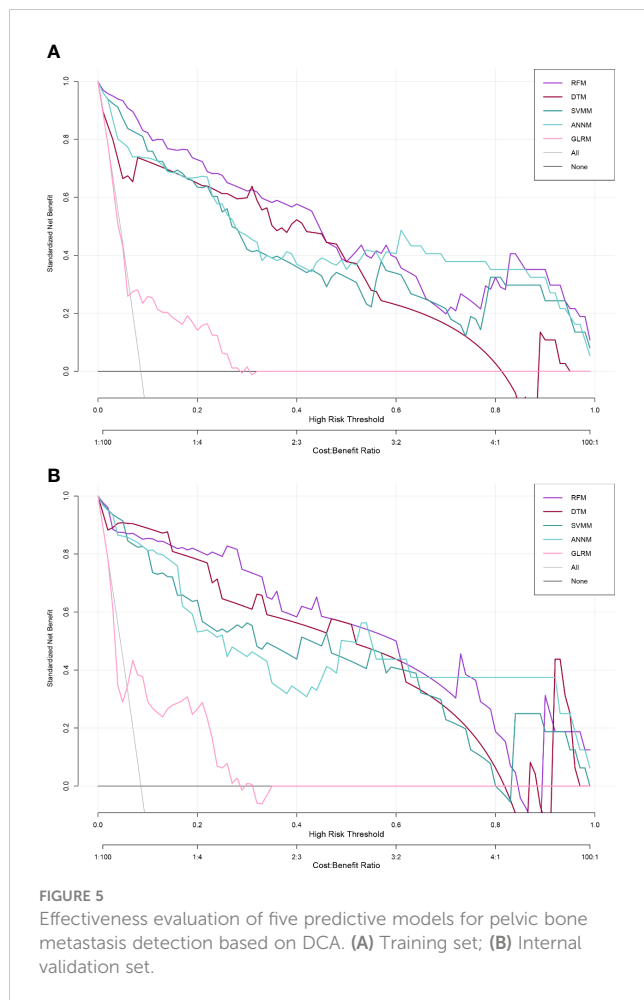 A
RFM
DTM
SVMM
ANNM
GLRM
All
None
Standardized Net Benefit
1.0
0.8
0.6
0.4
0.2
0.0
0.0 0.2 0.4 0.6 0.8 1.0
High Risk Threshold
1:100 1:4 2:3 3:2 4:1 100:1
Cost:Benefit Ratio
B
RFM
DTM
SVMM
ANNM
GLRM
All
None
Standardized Net Benefit
1.0
0.8
0.6
0.4
0.2
0.0
0.0 0.2 0.4 0.6 0.8 1.0
High Risk Threshold
1:100 1:4 2:3 3:2 4:1 100:1
Cost:Benefit Ratio
FIGURE 5
Effectiveness evaluation of five predictive models for pelvic bone
metastasis detection based on DCA. (A) Training set; (B) Internal
validation set.